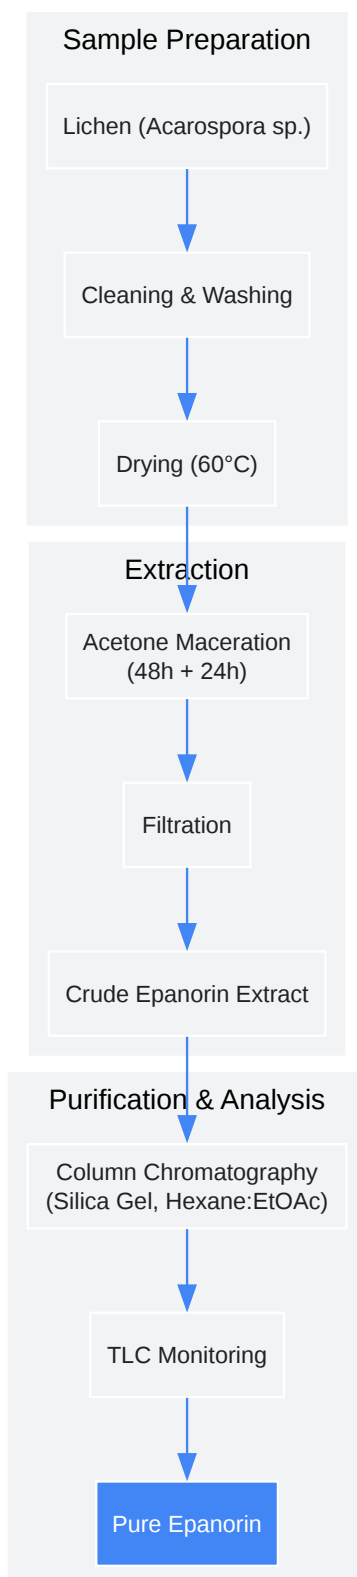 Sample Preparation
Lichen (Acarospora sp.)
Cleaning & Washing
Drying (60°C)
Extraction
Acetone Maceration
(48h + 24h)
Filtration
Crude Epanorin Extract
Purification & Analysis
Column Chromatography
(Silica Gel, Hexane:EtOAc)
TLC Monitoring
Pure Epanorin